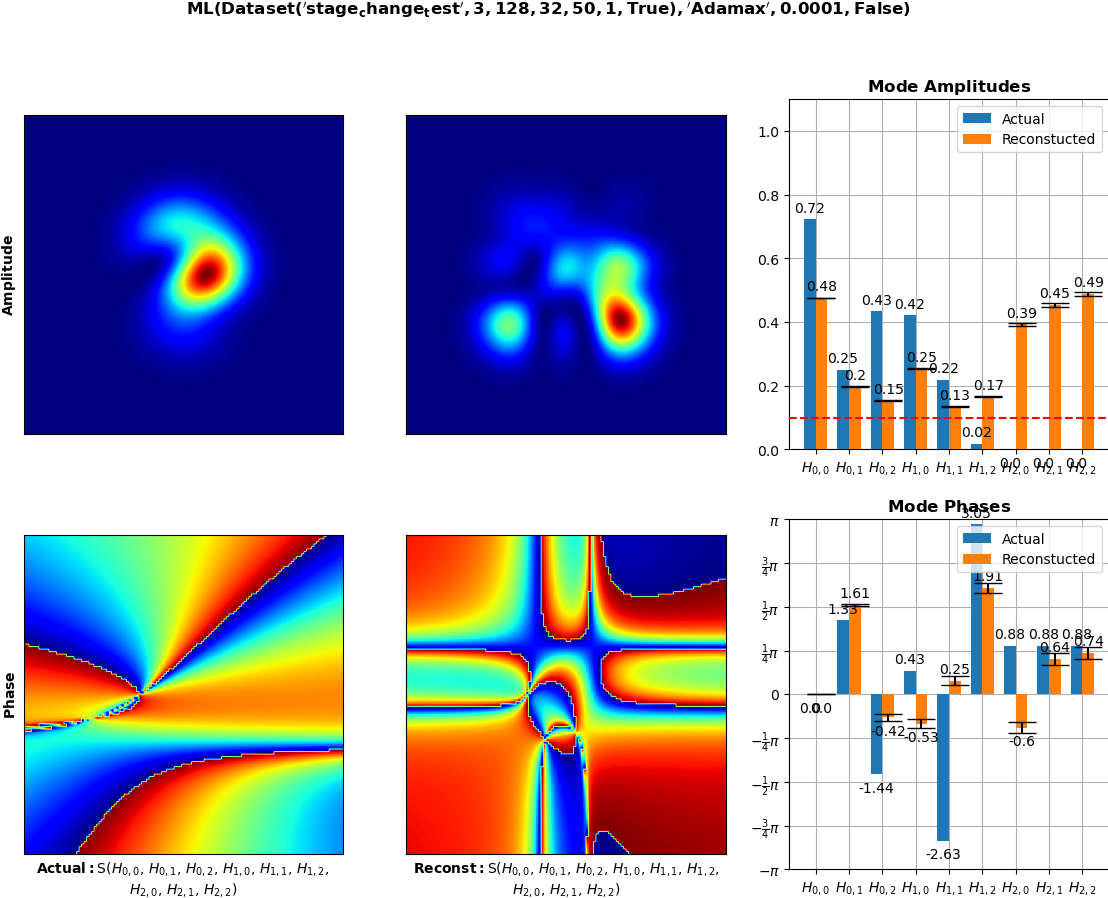 ML(Dataset('stage_change_test', 3, 128, 32, 50, 1, True), 'Adamax', 0.0001, False)
Amplitude
Mode Amplitudes
Actual
Reconstucted
1.0
0.8
0.6
0.4
0.2
0.0
0.72
0.48
0.25
0.2
0.43
0.15
0.42
0.25
0.22
0.13
0.02
0.17
0.0
0.39
0.0
0.45
0.0
0.49
H0,0 H0,1 H0,2 H1,0 H1,1 H1,2 H2,0 H2,1 H2,2
Phase
Actual: S(H0,0, H0,1, H0,2, H1,0, H1,1, H1,2,
H2,0, H2,1, H2,2)
Reconst: S(H0,0, H0,1, H0,2, H1,0, H1,1, H1,2,
H2,0, H2,1, H2,2)
Mode Phases
Actual
Reconstucted
π
3/4π
1/2π
1/4π
0
−1/4π
−1/2π
−3/4π
−π
0.0
0.0
1.33
1.61
-1.44
-0.42
0.43
-0.53
-2.63
0.25
3.05
1.91
0.88
-0.6
0.88
0.64
0.88
0.74
H0,0 H0,1 H0,2 H1,0 H1,1 H1,2 H2,0 H2,1 H2,2